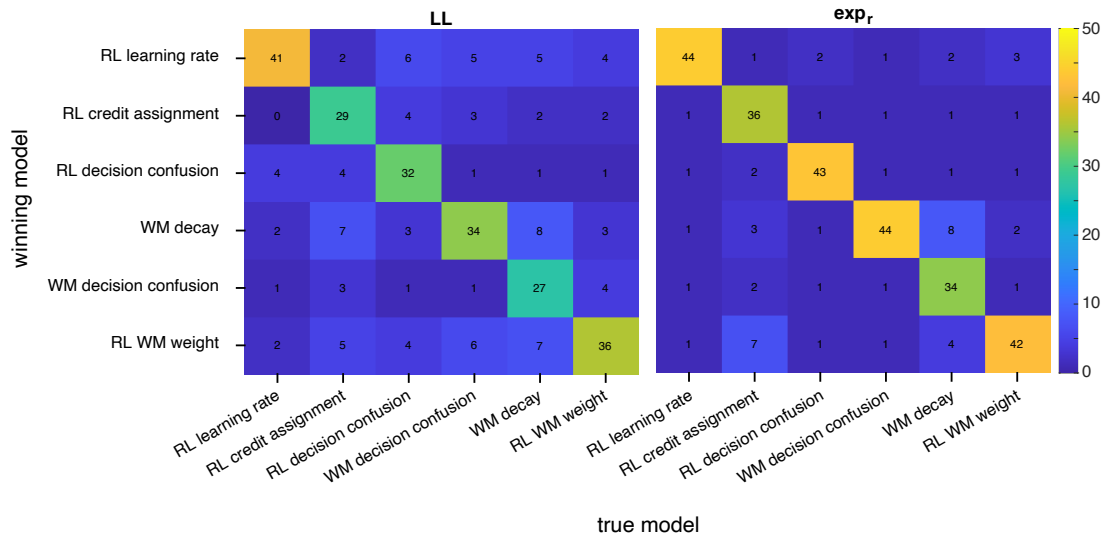 LL
exp_r
winning model
RL learning rate 41 2 6 5 5 4 44 1 2 1 2 3
RL credit assignment 0 29 4 3 2 2 1 36 1 1 1 1
RL decision confusion 4 4 32 1 1 1 1 2 43 1 1 1
WM decay 2 7 3 34 8 3 1 3 1 44 8 2
WM decision confusion 1 3 1 1 27 4 1 2 1 1 34 1
RL WM weight 2 5 4 6 7 36 1 7 1 1 4 42
50
40
30
20
10
0
RL learning rate
RL credit assignment
RL decision confusion
WM decision confusion
WM decay
RL WM weight
RL learning rate
RL credit assignment
RL decision confusion
WM decision confusion
WM decay
RL WM weight
true model